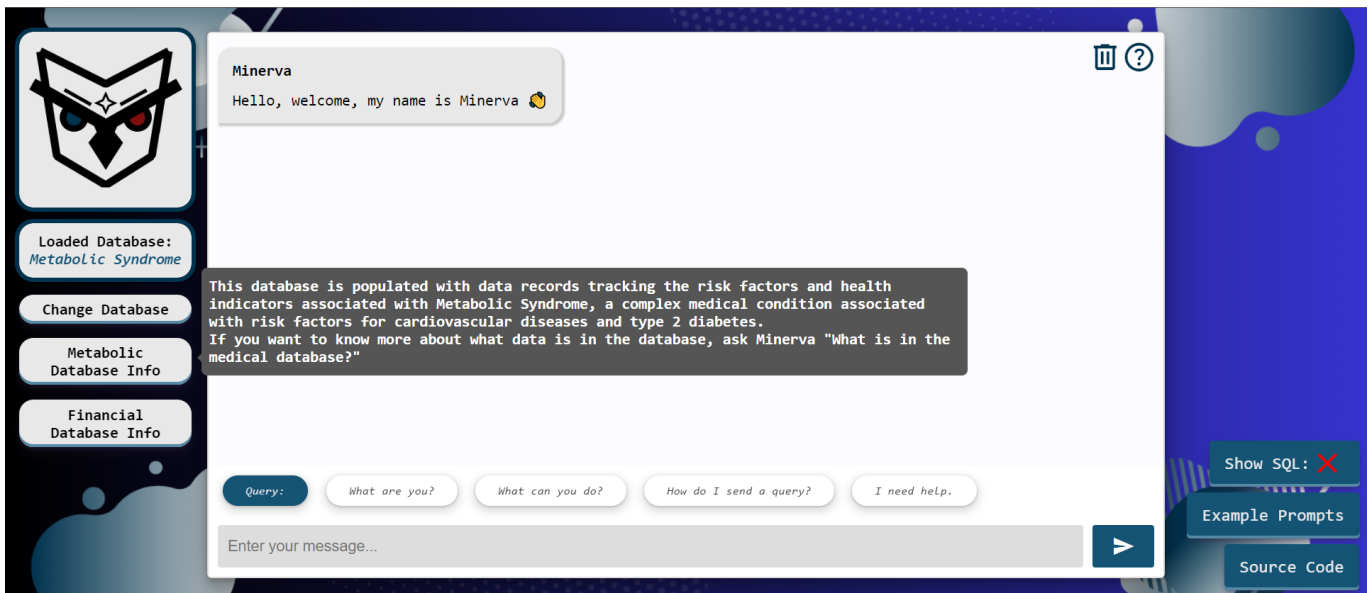 Minerva
Hello, welcome, my name is Minerva 👏
Loaded Database:
Metabolic Syndrome
Change Database
Metabolic
Database Info
Financial
Database Info
This database is populated with data records tracking the risk factors and health
indicators associated with Metabolic Syndrome, a complex medical condition associated
with risk factors for cardiovascular diseases and type 2 diabetes.
If you want to know more about what data is in the database, ask Minerva "What is in the
medical database?"
Query:
What are you?
What can you do?
How do I send a query?
I need help.
Enter your message...
Show SQL: ❌
Example Prompts
Source Code